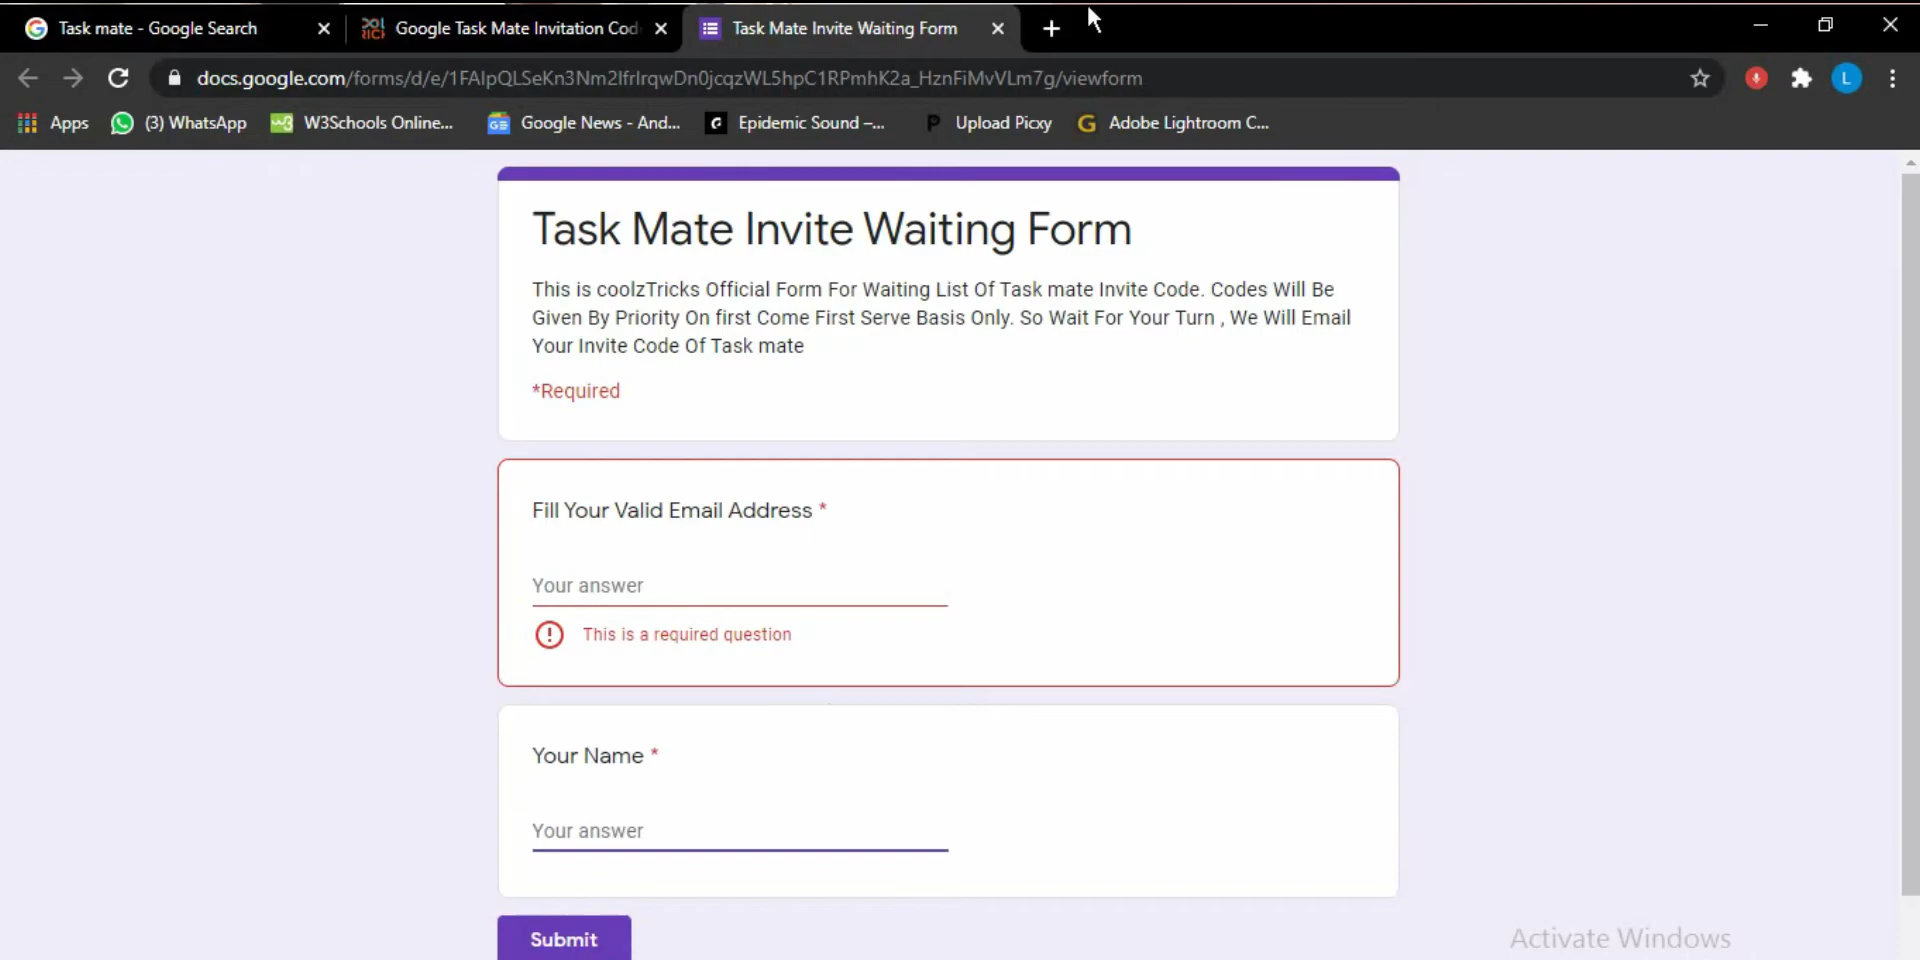 Task mate - Google Search
Google Task Mate Invitation Cod
Task Mate Invite Waiting Form
docs.google.com/forms/d/e/1FAIpQLSeKn3Nm2IfrIrqwDn0jcqzWL5hpC1RPmhK2a_HznFiMvVLm7g/viewform
L
Apps
(3) WhatsApp
W3Schools Online...
Google News - And...
Epidemic Sound –...
Upload Picxy
Adobe Lightroom C...
Task Mate Invite Waiting Form
This is coolzTricks Official Form For Waiting List Of Task mate Invite Code. Codes Will Be
Given By Priority On first Come First Serve Basis Only. So Wait For Your Turn , We Will Email
Your Invite Code Of Task mate
*Required
Fill Your Valid Email Address *
Your answer
This is a required question
Your Name *
Your answer
Submit
Activate Windows